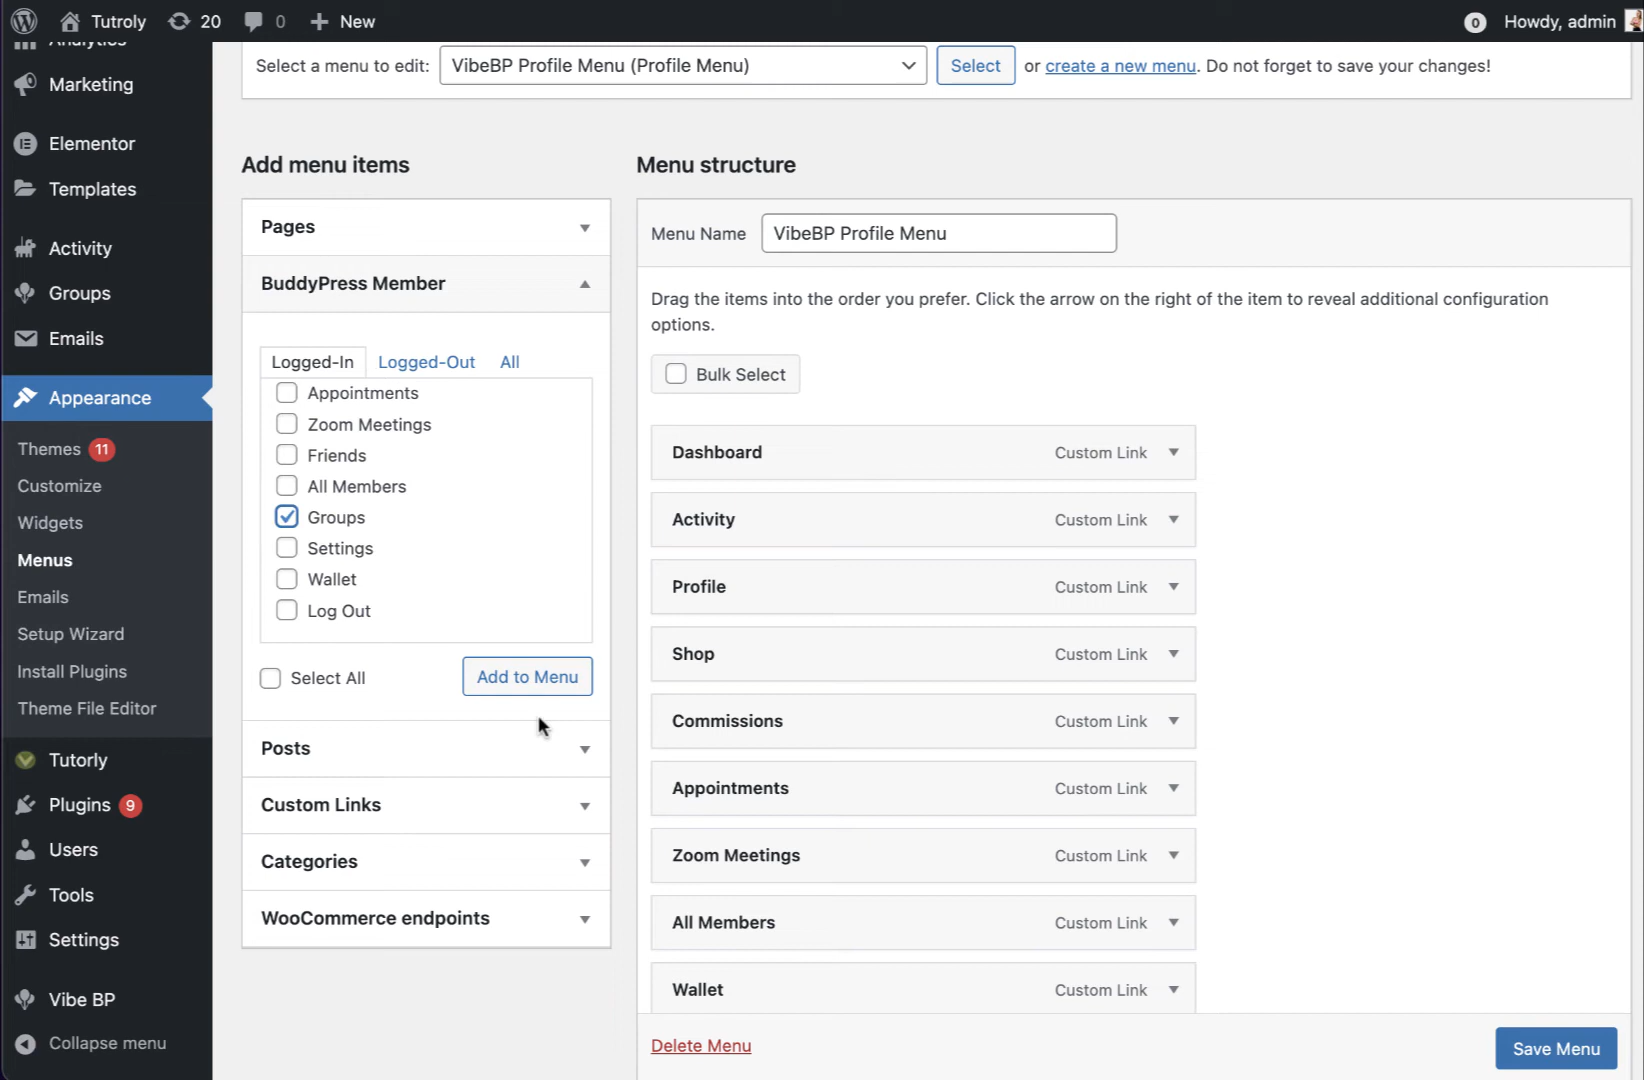 Tutroly 20 0 New 0 Howdy, admin
Analytics
Marketing
Elementor
Templates
Activity
Groups
Emails
Appearance
Themes 11
Customize
Widgets
Menus
Emails
Setup Wizard
Install Plugins
Theme File Editor
Tutorly
Plugins 9
Users
Tools
Settings
Vibe BP
Collapse menu
Select a menu to edit: VibeBP Profile Menu (Profile Menu) Select or create a new menu. Do not forget to save your changes!
Add menu items
Pages
BuddyPress Member
Logged-In Logged-Out All
Appointments
Zoom Meetings
Friends
All Members
Groups
Settings
Wallet
Log Out
Select All Add to Menu
Posts
Custom Links
Categories
WooCommerce endpoints
Menu structure
Menu Name VibeBP Profile Menu
Drag the items into the order you prefer. Click the arrow on the right of the item to reveal additional configuration
options.
Bulk Select
Dashboard Custom Link
Activity Custom Link
Profile Custom Link
Shop Custom Link
Commissions Custom Link
Appointments Custom Link
Zoom Meetings Custom Link
All Members Custom Link
Wallet Custom Link
Delete Menu Save Menu